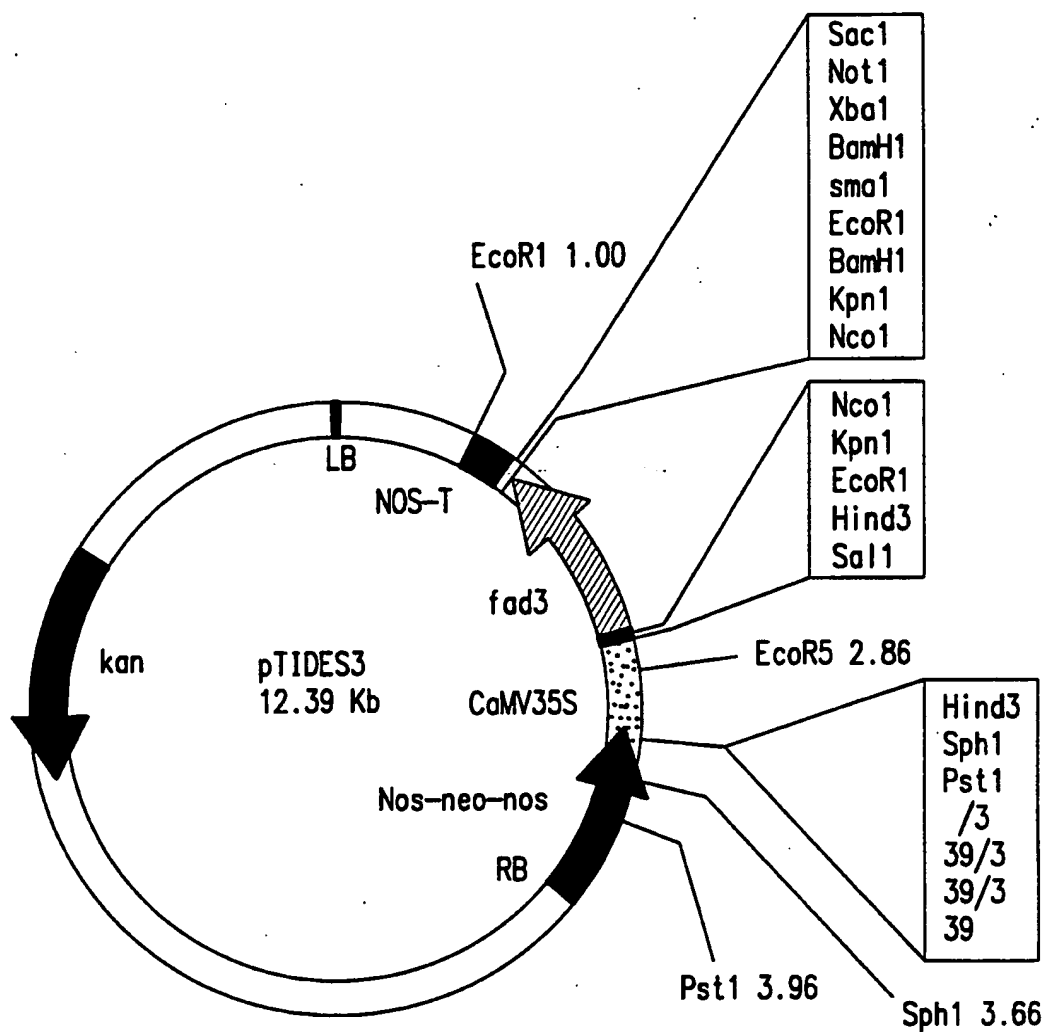 Sac1
Not1
Xba1
BamH1
sma1
EcoR1
BamH1
Kpn1
Nco1
EcoR1 1.00
Nco1
Kpn1
EcoR1
Hind3
Sal1
LB
NOS-T
fad3
EcoR5 2.86
kan
pTIDES3
12.39 Kb
CaMV35S
Hind3
Sph1
Pst1
/3
39/3
39/3
39
Nos-neo-nos
RB
Pst1 3.96
Sph1 3.66